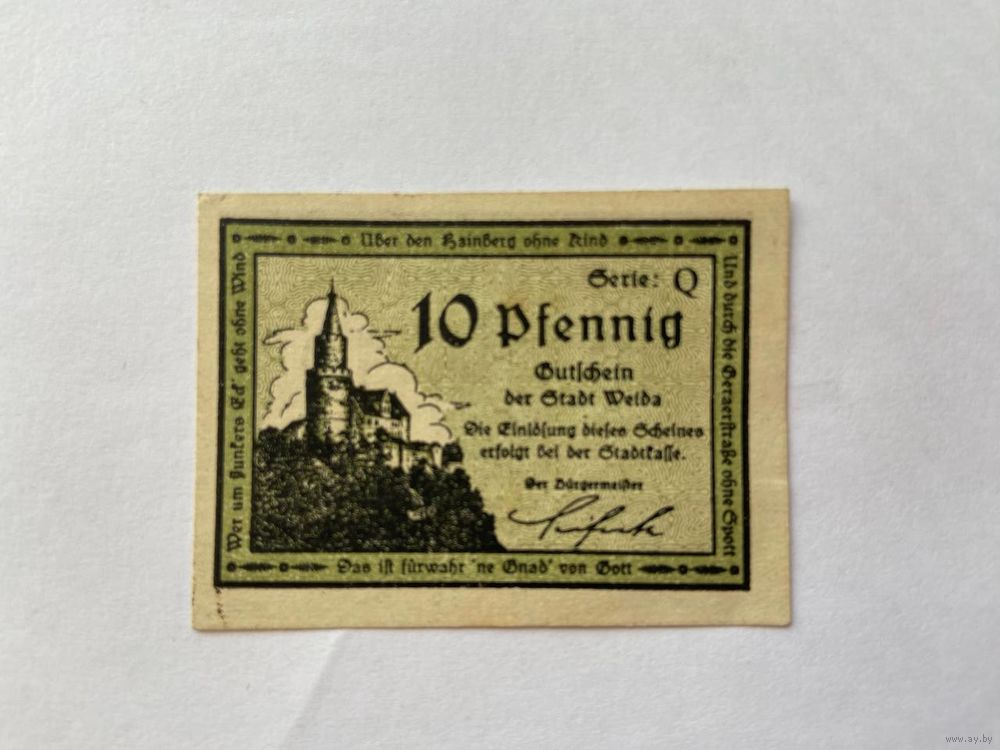 Wer um Junkers Eck' geht ohne Wind
Über den Hainberg ohne Kind
Und durch die Geraerstraße ohne Spott
Das ist fürwahr 'ne Gnad' von Gott
Serie: Q
10 Pfennig
Gutschein
der Stadt Weida
Die Einlösung dieses Scheines
erfolgt bei der Stadtkasse.
Der Bürgermeister
www.ay.by